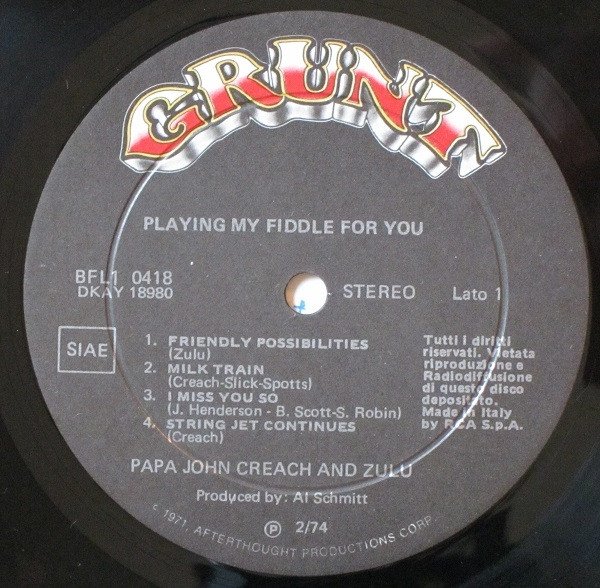 GRUNT
PLAYING MY FIDDLE FOR YOU
BFL1 0418
DKAY 18980
STEREO
Lato 1
SIAE
1. FRIENDLY POSSIBILITIES
(Zulu)
2. MILK TRAIN
(Creach-Slick-Spotts)
3. I MISS YOU SO
(J. Henderson - B. Scott-S. Robin)
4. STRING JET CONTINUES
(Creach)
Tutti i diritti
riservati. Vietata
riproduzione e
Radiodiffusione
di questo disco
depositato.
Made in Italy
by RCA S.p.A.
PAPA JOHN CREACH AND ZULU
Produced by: Al Schmitt
℗ 2/74
c 1971, AFTERTHOUGHT PRODUCTIONS CORP.